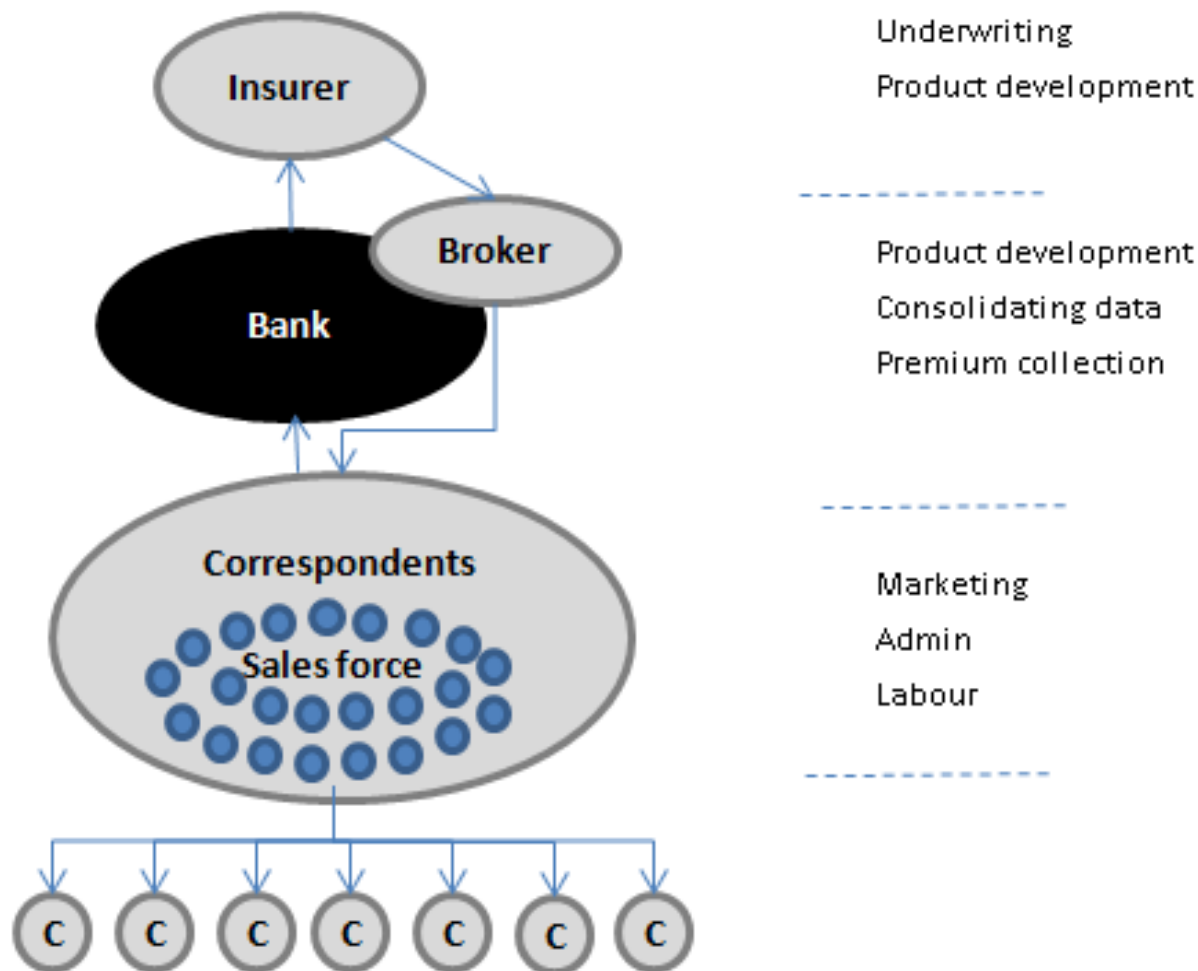 Underwriting
Insurer
Product development
Broker
Product development
Bank
Consolidating data
Premium collection
Correspondents
Marketing
Admin
Sales force
Labour
C C C C C C C